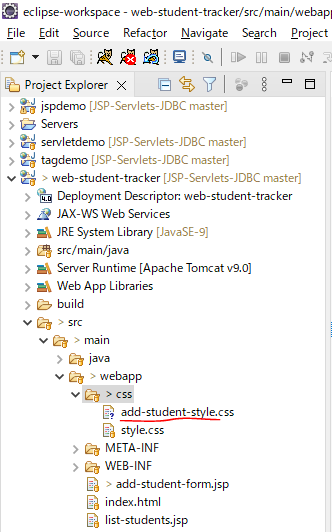 eclipse-workspace - web-student-tracker/src/main/webapp
File Edit Source Refactor Navigate Search Project
Project Explorer
jspdemo [JSP-Servlets-JDBC master]
Servers
servletdemo [JSP-Servlets-JDBC master]
tagdemo [JSP-Servlets-JDBC master]
> web-student-tracker [JSP-Servlets-JDBC master]
Deployment Descriptor: web-student-tracker
JAX-WS Web Services
JRE System Library [JavaSE-9]
> src/main/java
Server Runtime [Apache Tomcat v9.0]
Web App Libraries
build
> src
> main
> java
> webapp
> css
add-student-style.css
style.css
META-INF
WEB-INF
> add-student-form.jsp
index.html
list-students.jsp